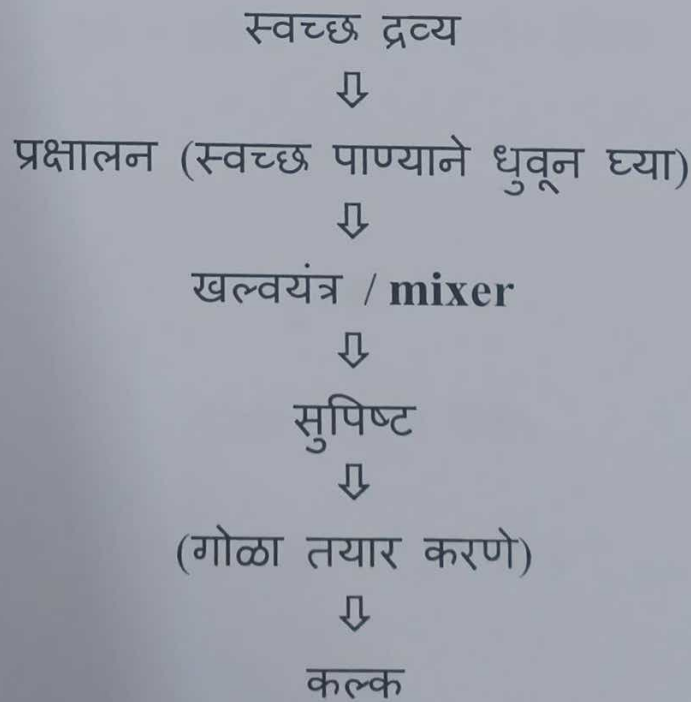 स्वच्छ द्रव्य
⇩
प्रक्षालन (स्वच्छ पाण्याने धुवून घ्या)
⇩
खल्वयंत्र / mixer
⇩
सुपिष्ट
⇩
(गोळा तयार करणे)
⇩
कल्क